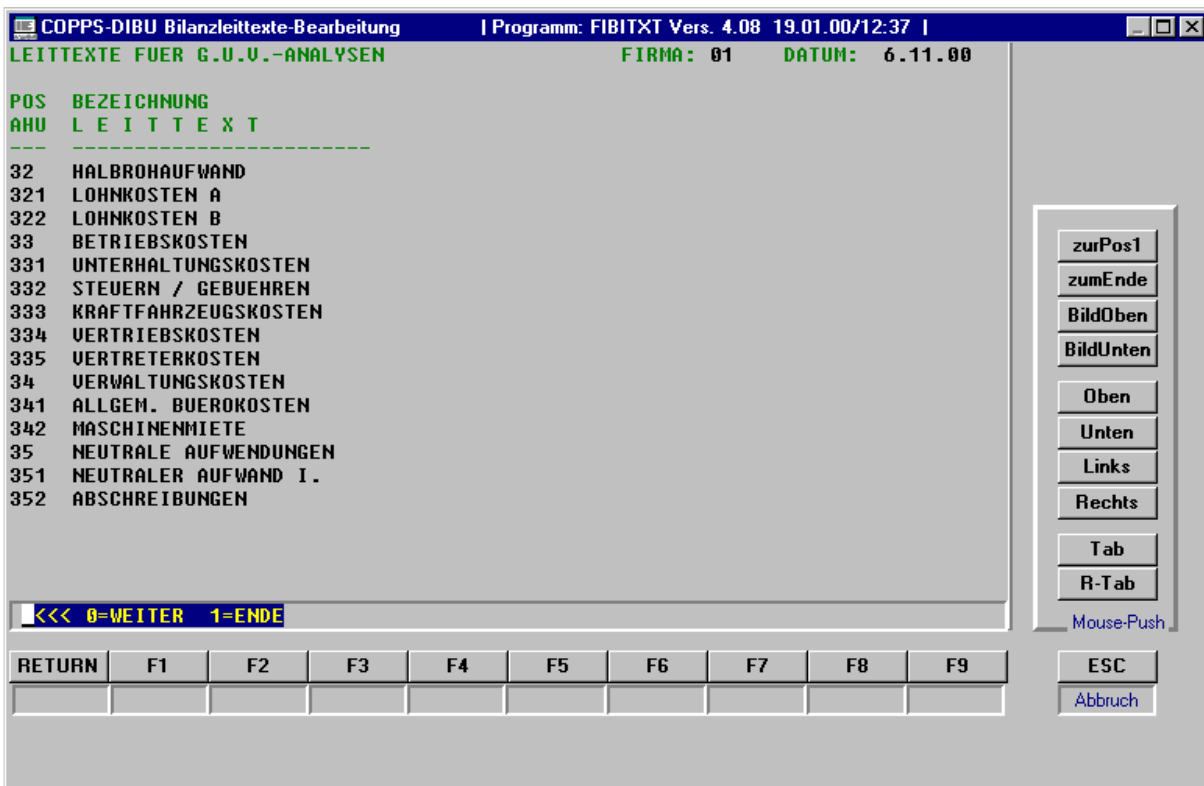 COPPS-DIBU Bilanzleittexte-Bearbeitung | Programm: FIBITXT Vers. 4.08 19.01.00/12:37 |
LEITTEXTE FUER G.U.V.-ANALYSEN FIRMA: 01 DATUM: 6.11.00
POS BEZEICHNUNG
AHU L E I T T E X T
--- ------------------------
32 HALBROHAUFWAND
321 LOHNKOSTEN A
322 LOHNKOSTEN B
33 BETRIEBSKOSTEN
331 UNTERHALTUNGSKOSTEN
332 STEUERN / GEBUEHREN
333 KRAFTFAHRZEUGSKOSTEN
334 VERTRIEBSKOSTEN
335 VERTRETERKOSTEN
34 VERWALTUNGSKOSTEN
341 ALLGEM. BUEROKOSTEN
342 MASCHINENMIETE
35 NEUTRALE AUFWENDUNGEN
351 NEUTRALER AUFWAND I.
352 ABSCHREIBUNGEN
<<< 0=WEITER 1=ENDE
zurPos1
zumEnde
BildOben
BildUnten
Oben
Unten
Links
Rechts
Tab
R-Tab
Mouse-Push
RETURN F1 F2 F3 F4 F5 F6 F7 F8 F9 ESC
Abbruch